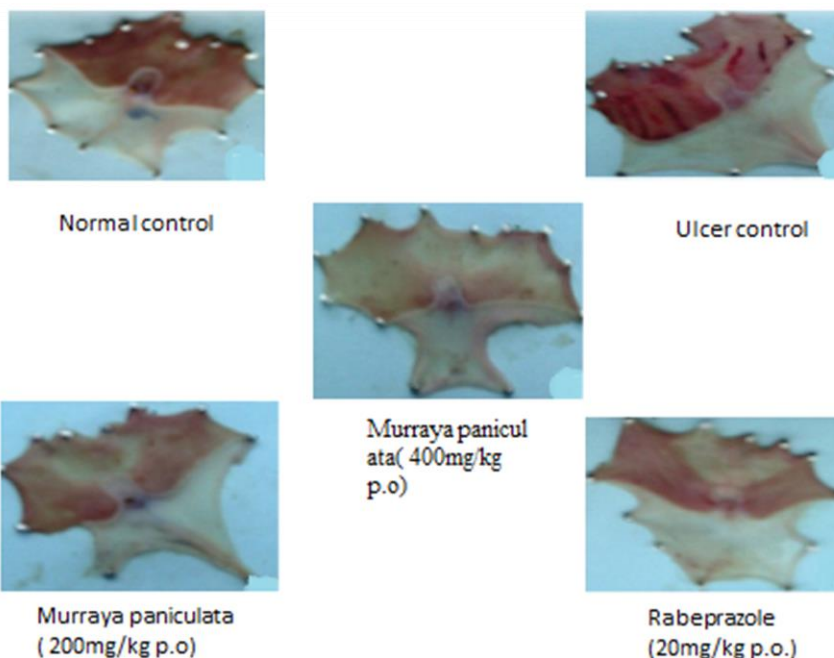 Normal control
Ulcer control
Murraya panicul
ata( 400mg/kg
p.o)
Murraya paniculata
( 200mg/kg p.o)
Rabeprazole
(20mg/kg p.o.)